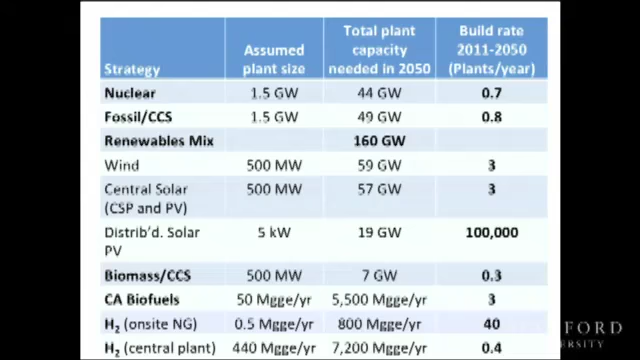 Strategy Assumed plant size Total plant capacity needed in 2050 Build rate 2011-2050 (Plants/year)
Nuclear 1.5 GW 44 GW 0.7
Fossil/CCS 1.5 GW 49 GW 0.8
Renewables Mix 160 GW
Wind 500 MW 59 GW 3
Central Solar (CSP and PV) 500 MW 57 GW 3
Distrib'd. Solar PV 5 kW 19 GW 100,000
Biomass/CCS 500 MW 7 GW 0.3
CA Biofuels 50 Mgge/yr 5,500 Mgge/yr 3
H₂ (onsite NG) 0.5 Mgge/yr 800 Mgge/yr 40
H₂ (central plant) 440 Mgge/yr 7,200 Mgge/yr 0.4
FORD
ERSITY